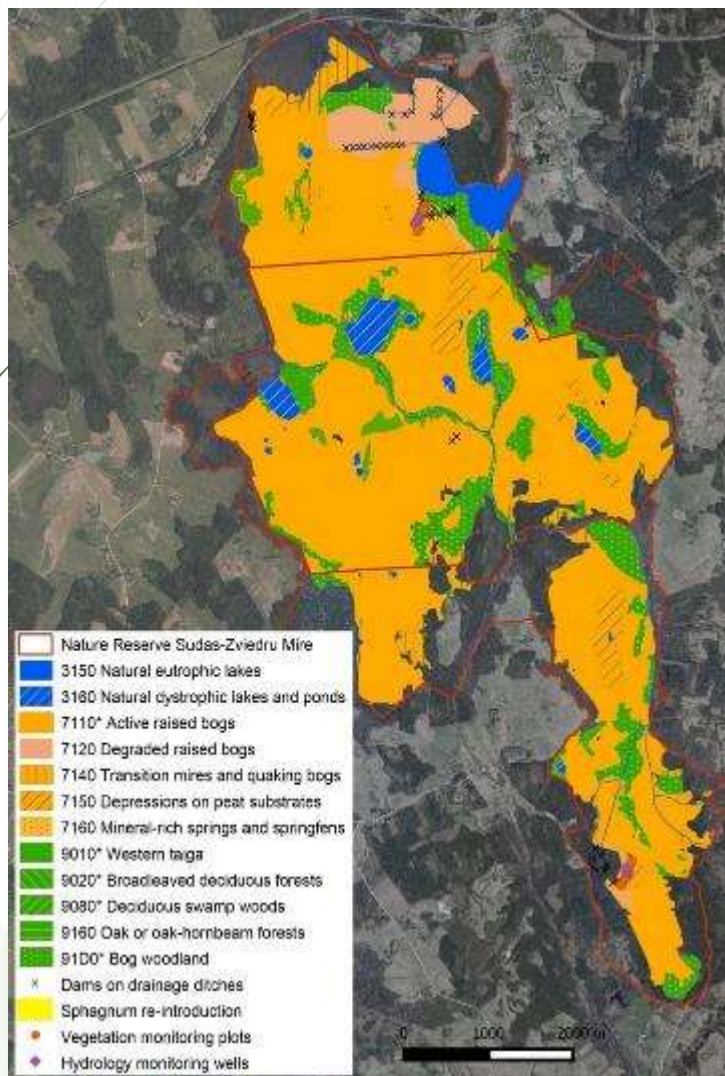 Nature Reserve Sudas-Zviedru Mire
3150 Natural eutrophic lakes
3160 Natural dystrophic lakes and ponds
7110* Active raised bogs
7120 Degraded raised bogs
7140 Transition mires and quaking bogs
7150 Depressions on peat substrates
7160 Mineral-rich springs and springfens
9010* Western taiga
9020* Broadleaved deciduous forests
9080* Deciduous swamp woods
9160 Oak or oak-hornbeam forests
91D0* Bog woodland
Dams on drainage ditches
Sphagnum re-introduction
Vegetation monitoring plots
Hydrology monitoring wells
0 1000 2000 m